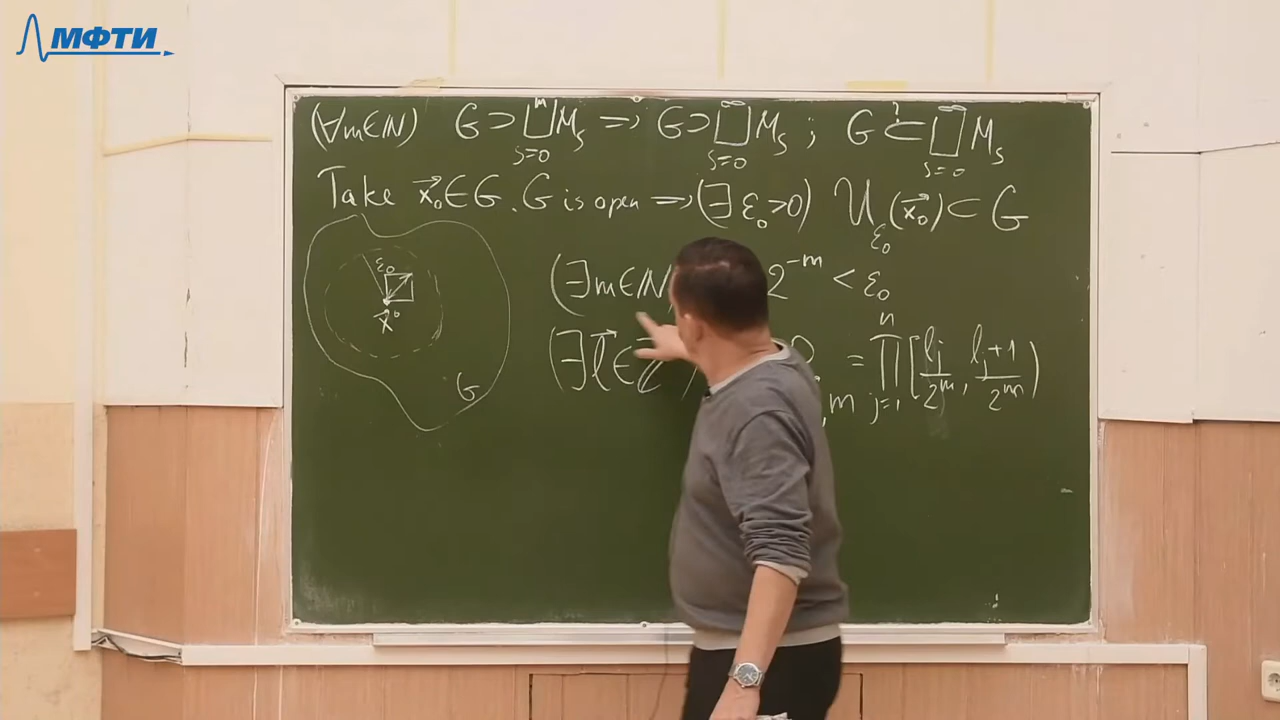 МФТИ
(∀m∈ℕ) G ⊃ ⨆_{s=0}^{m} M_s ⇒ G ⊃ ⨆_{s=0}^{∞} M_s ; G ⊂^? ⨆_{s=0}^{∞} M_s
Take x⃗₀ ∈ G. G is open ⇒ (∃ ε₀ > 0) U_{ε₀}(x⃗₀) ⊂ G
ε₀
x⃗₀
G
(∃m∈ℕ 2^{-m} < ε₀
(∃ l⃗ ∈ ℤ ,m = ∏_{j=1}^{n} [l_j/2^m, (l_j+1)/2^m)